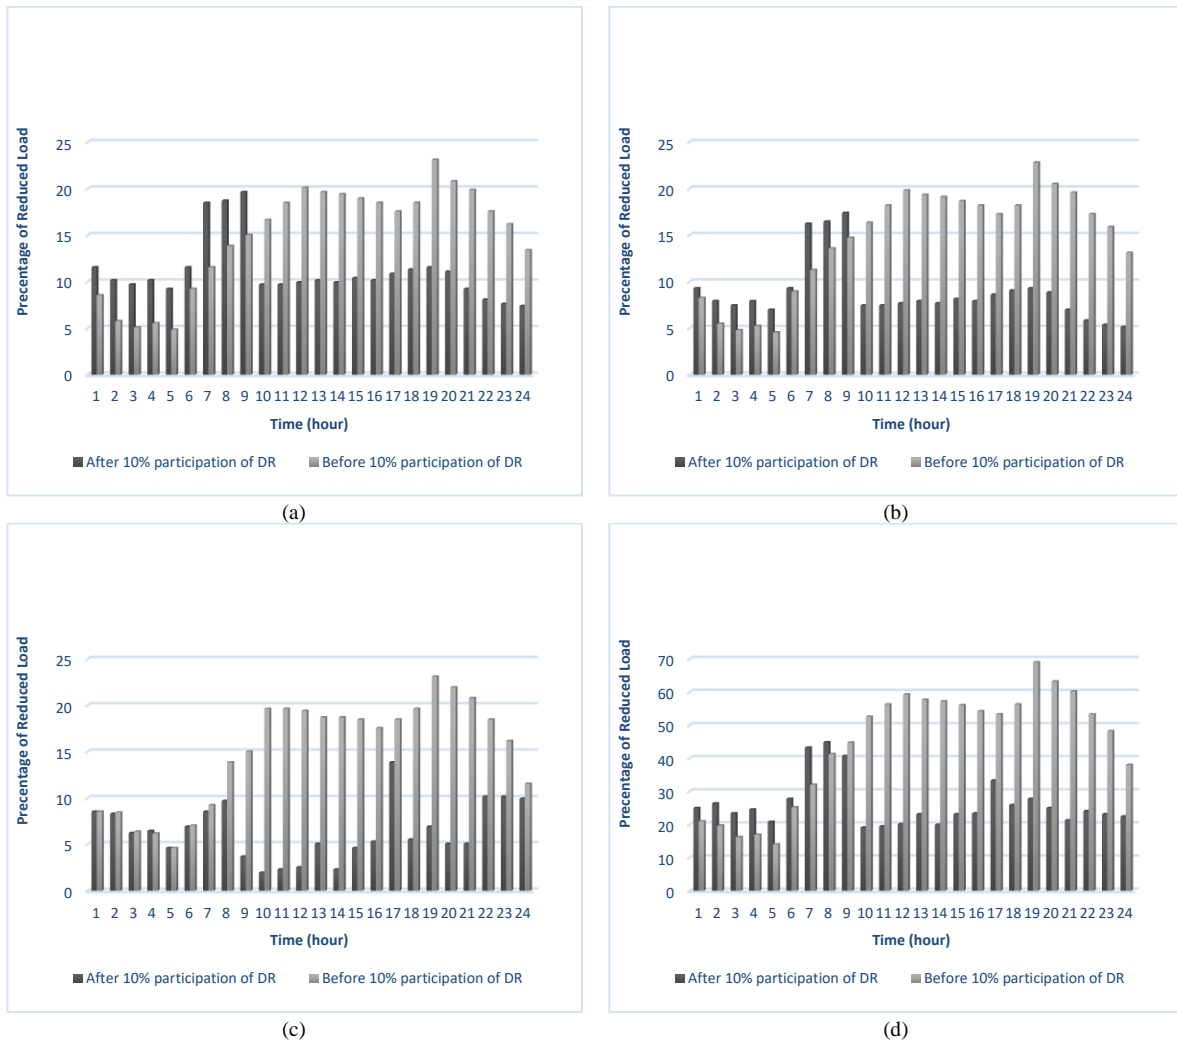 Precentage of Reduced Load
25
20
15
10
5
0
1 2 3 4 5 6 7 8 9 10 11 12 13 14 15 16 17 18 19 20 21 22 23 24
Time (hour)
After 10% participation of DR Before 10% participation of DR
(a)
Precentage of Reduced Load
25
20
15
10
5
0
1 2 3 4 5 6 7 8 9 10 11 12 13 14 15 16 17 18 19 20 21 22 23 24
Time (hour)
After 10% participation of DR Before 10% participation of DR
(b)
Precentage of Reduced Load
25
20
15
10
5
0
1 2 3 4 5 6 7 8 9 10 11 12 13 14 15 16 17 18 19 20 21 22 23 24
Time (hour)
After 10% participation of DR Before 10% participation of DR
(c)
Precentage of Reduced Load
70
60
50
40
30
20
10
0
1 2 3 4 5 6 7 8 9 10 11 12 13 14 15 16 17 18 19 20 21 22 23 24
Time (hour)
After 10% participation of DR Before 10% participation of DR
(d)